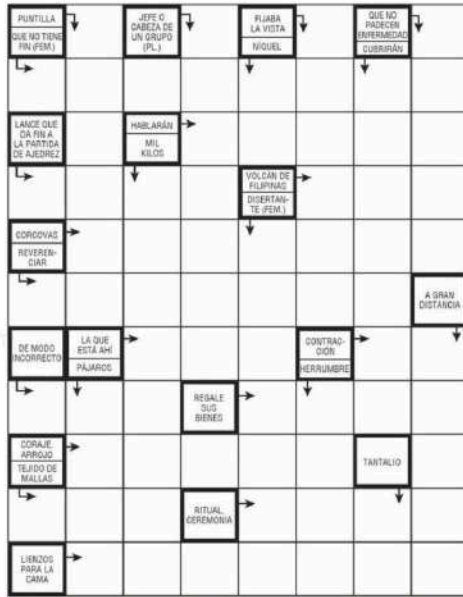 PUNTILLA
QUE NO TIENE
FIN (FEM.)
JEFE O
CABEZA DE
UN GRUPO
(PL.)
FIJABA
LA VISTA
NÍQUEL
QUE NO
PADECEN
ENFERMEDAD
CUBRIRÁN
LANCE QUE
DA FIN A
LA PARTIDA
DE AJEDREZ
HABLARÁN
MIL
KILOS
VOLCÁN DE
FILIPINAS
DISERTAN-
TE (FEM.)
CORCOVAS
REVEREN-
CIAR
A GRAN
DISTANCIA
DE MODO
INCORRECTO
LA QUE
ESTÁ AHÍ
PÁJAROS
CONTRAC-
CIÓN
HERRUMBRE
REGALE
SUS
BIENES
CORAJE,
ARROJO
TEJIDO DE
MALLAS
TANTALIO
RITUAL,
CEREMONIA
LIENZOS
PARA LA
CAMA